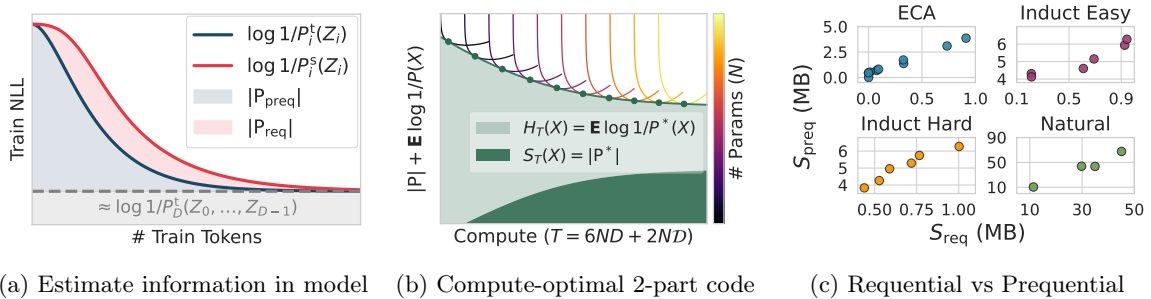 Train NLL
log 1/P_i^t(Z_i)
log 1/P_i^s(Z_i)
|P_preq|
|P_req|
≈ log 1/P_D^t(Z_0, ..., Z_{D−1})
# Train Tokens
(a) Estimate information in model
|P| + E log 1/P(X)
H_T(X) = E log 1/P*(X)
S_T(X) = |P*|
# Params (N)
Compute (T = 6ND + 2N𝒟)
(b) Compute-optimal 2-part code
S_preq (MB)
ECA
5.0
2.5
0.0
0.0 0.5 1.0
Induct Easy
6
5
4
0.1 0.5 0.9
Induct Hard
6
5
4
0.50 0.75 1.00
Natural
90
50
10
10 30 50
S_req (MB)
(c) Requential vs Prequential